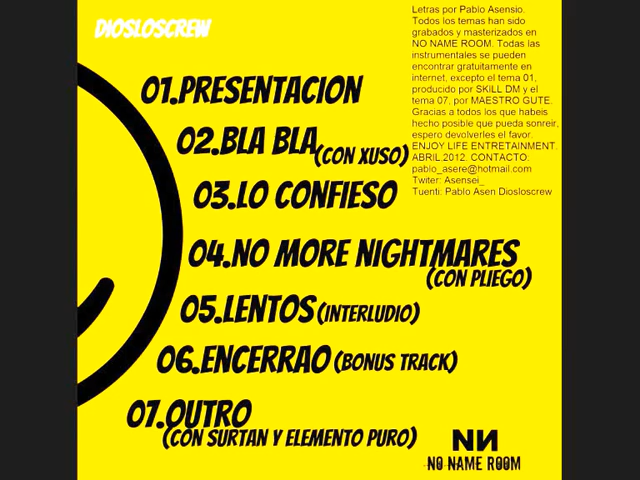 DIOSLOSCREW
Letras por Pablo Asensio.
Todos los temas han sido
grabados y masterizados en
NO NAME ROOM. Todas las
instrumentales se pueden
encontrar gratuitamente en
internet, excepto el tema 01,
producido por SKILL DM y el
tema 07, por MAESTRO GUTE.
Gracias a todos los que habeis
hecho posible que pueda sonreir,
espero devolverles el favor.
ENJOY LIFE ENTRETAINMENT.
ABRIL 2012. CONTACTO:
pablo_asere@hotmail.com
Twiter: Asensei_
Tuenti: Pablo Asen Diosloscrew
01.PRESENTACION
02.BLA BLA
(CON XUSO)
03.LO CONFIESO
04.NO MORE NIGHTMARES
(CON PLIEGO)
05.LENTOS (INTERLUDIO)
06.ENCERRAO (BONUS TRACK)
07.OUTRO
(CON SURTAN Y ELEMENTO PURO)
NN
NO NAME ROOM